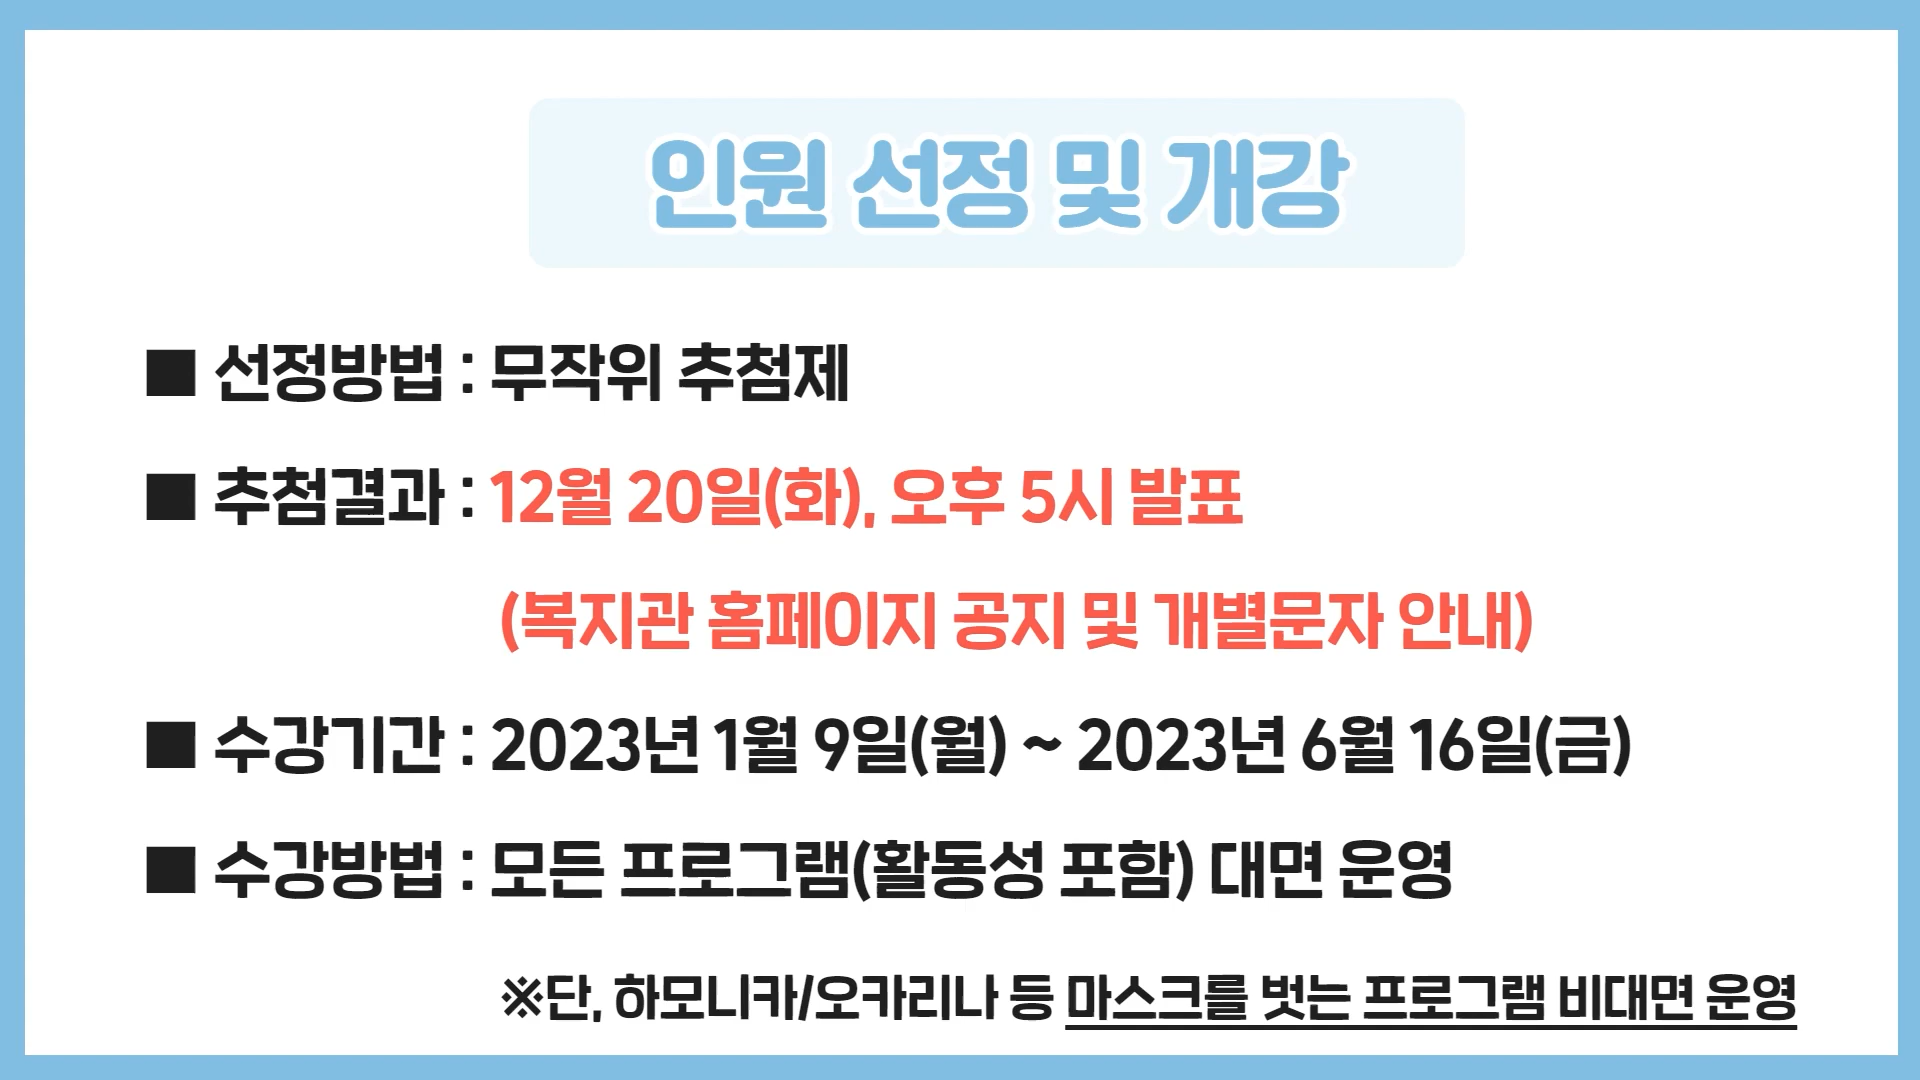 인원 선정 및 개강
■ 선정방법 : 무작위 추첨제
■ 추첨결과 : 12월 20일(화), 오후 5시 발표
(복지관 홈페이지 공지 및 개별문자 안내)
■ 수강기간 : 2023년 1월 9일(월) ~ 2023년 6월 16일(금)
■ 수강방법 : 모든 프로그램(활동성 포함) 대면 운영
※단, 하모니카/오카리나 등 마스크를 벗는 프로그램 비대면 운영